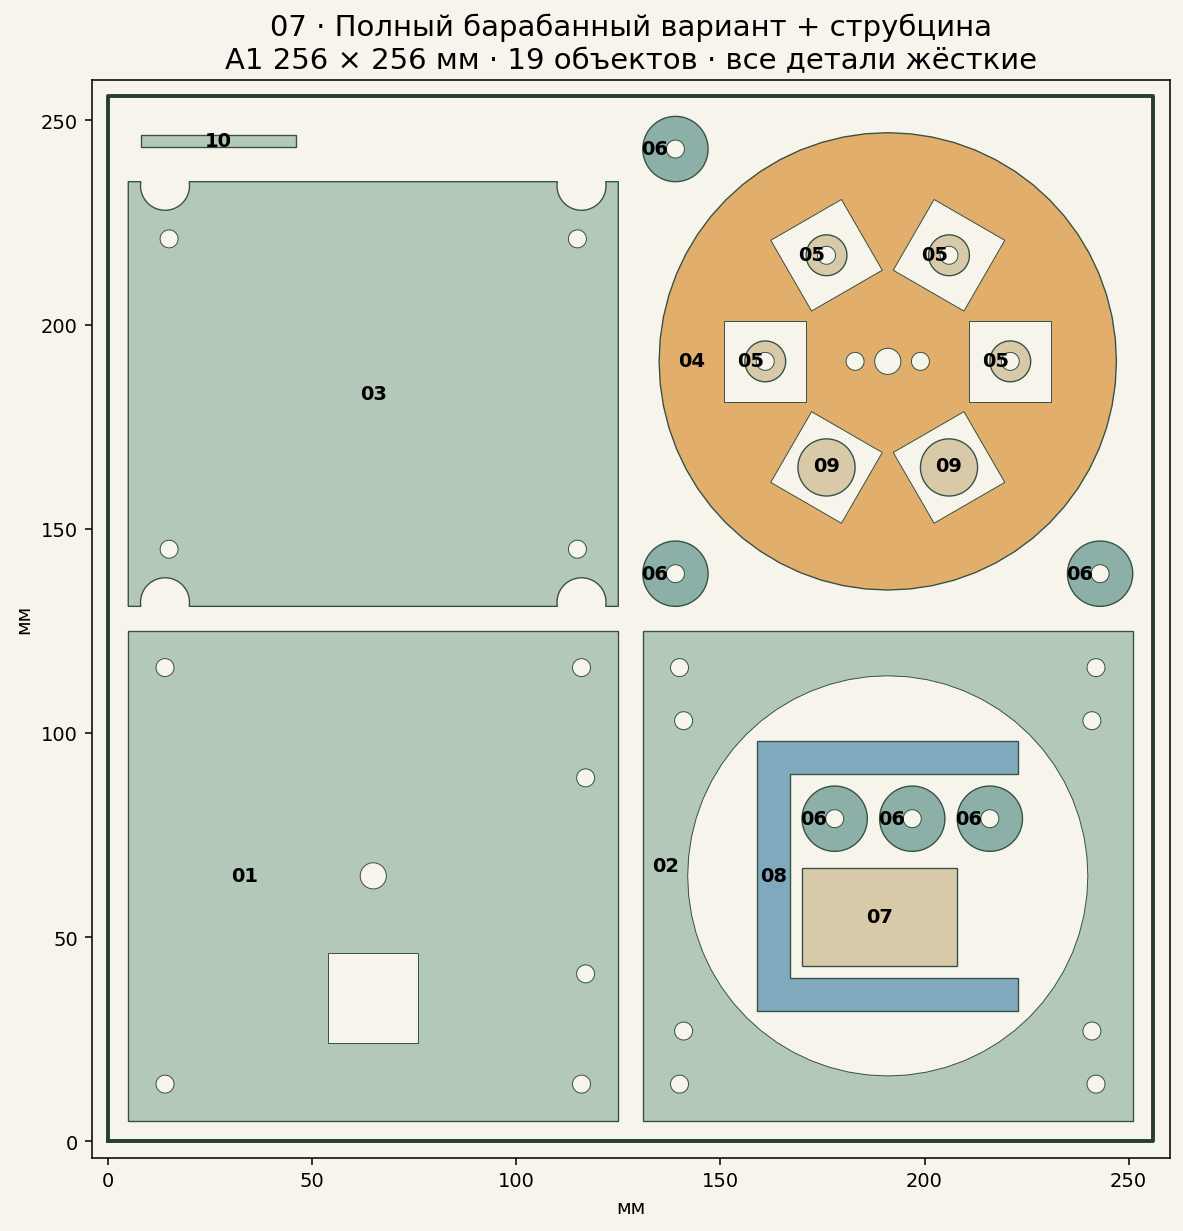 07 · Полный барабанный вариант + струбцина
A1 256 × 256 мм · 19 объектов · все детали жёсткие
250
10
06
05 05
200
04 05 05
03
150
09 09
06 06
мм
100
06 06 06
02
01 08
07
50
0
0 50 100 150 200 250
мм